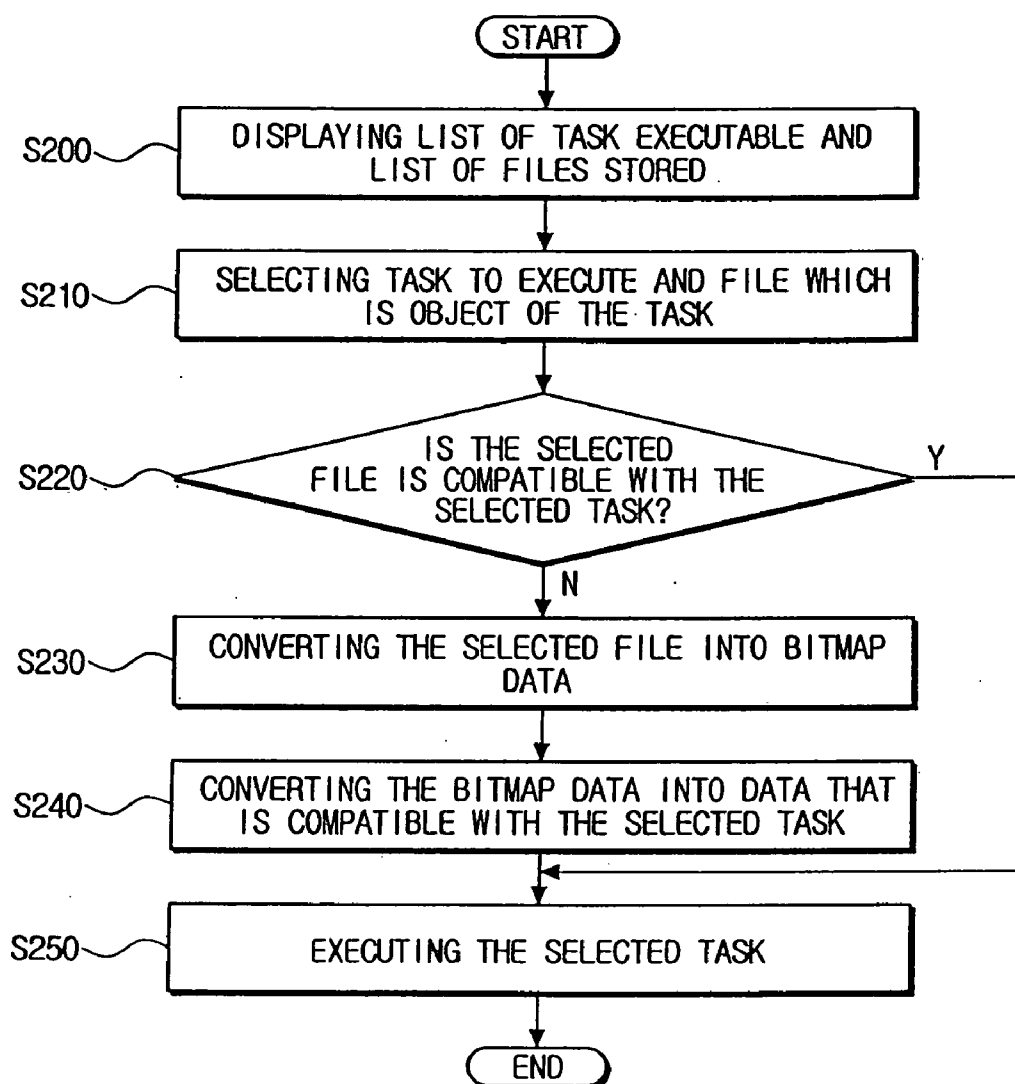 START
S200
DISPLAYING LIST OF TASK EXECUTABLE AND
LIST OF FILES STORED
S210
SELECTING TASK TO EXECUTE AND FILE WHICH
IS OBJECT OF THE TASK
S220
IS THE SELECTED
FILE IS COMPATIBLE WITH THE
SELECTED TASK?
Y
N
S230
CONVERTING THE SELECTED FILE INTO BITMAP
DATA
S240
CONVERTING THE BITMAP DATA INTO DATA THAT
IS COMPATIBLE WITH THE SELECTED TASK
S250
EXECUTING THE SELECTED TASK
END